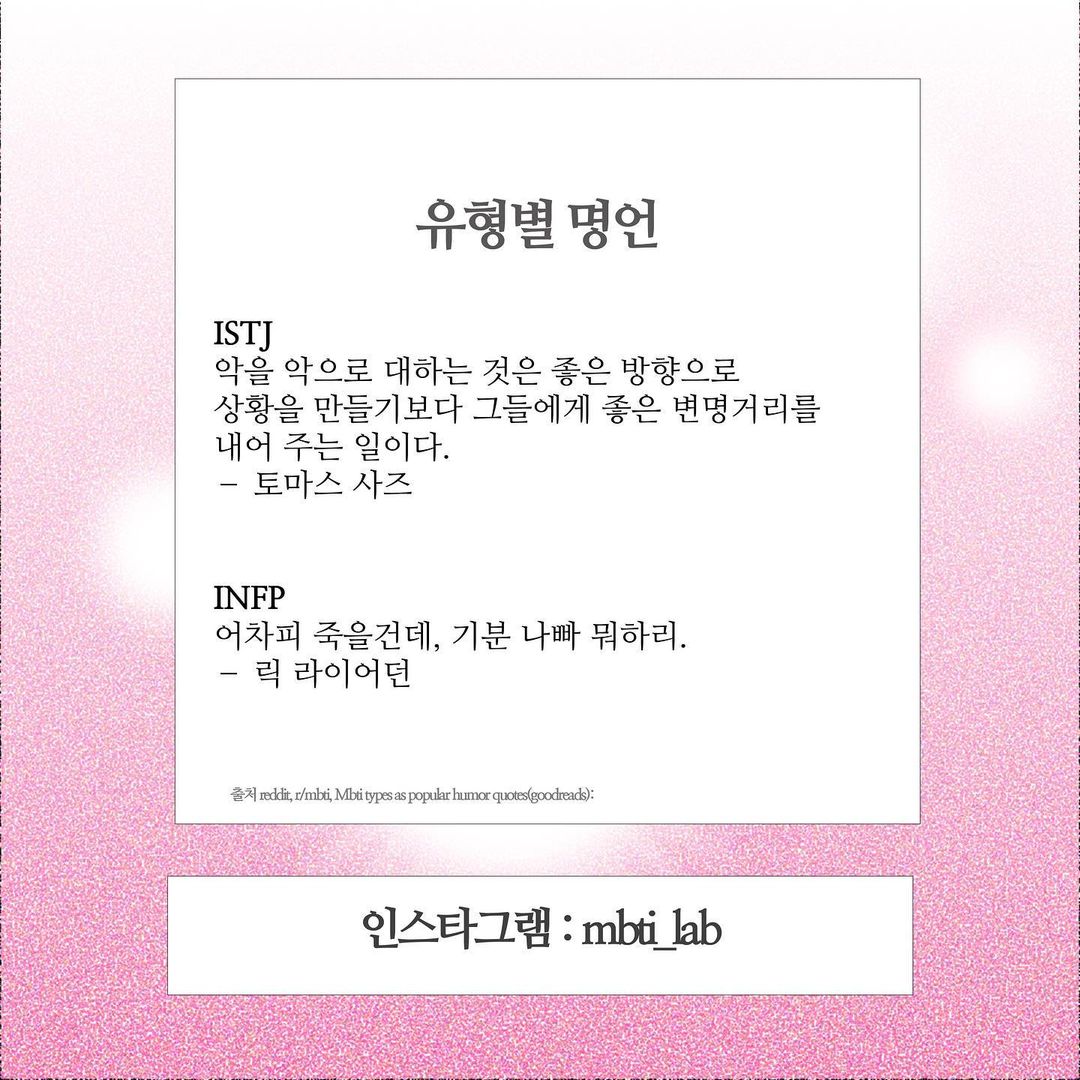 유형별 명언
ISTJ
악을 악으로 대하는 것은 좋은 방향으로
상황을 만들기보다 그들에게 좋은 변명거리를
내어 주는 일이다.
- 토마스 사즈
INFP
어차피 죽을건데, 기분 나빠 뭐하리.
- 릭 라이어던
출처 reddit, r/mbti, Mbti types as popular humor quotes(goodreads):
인스타그램 : mbti_lab